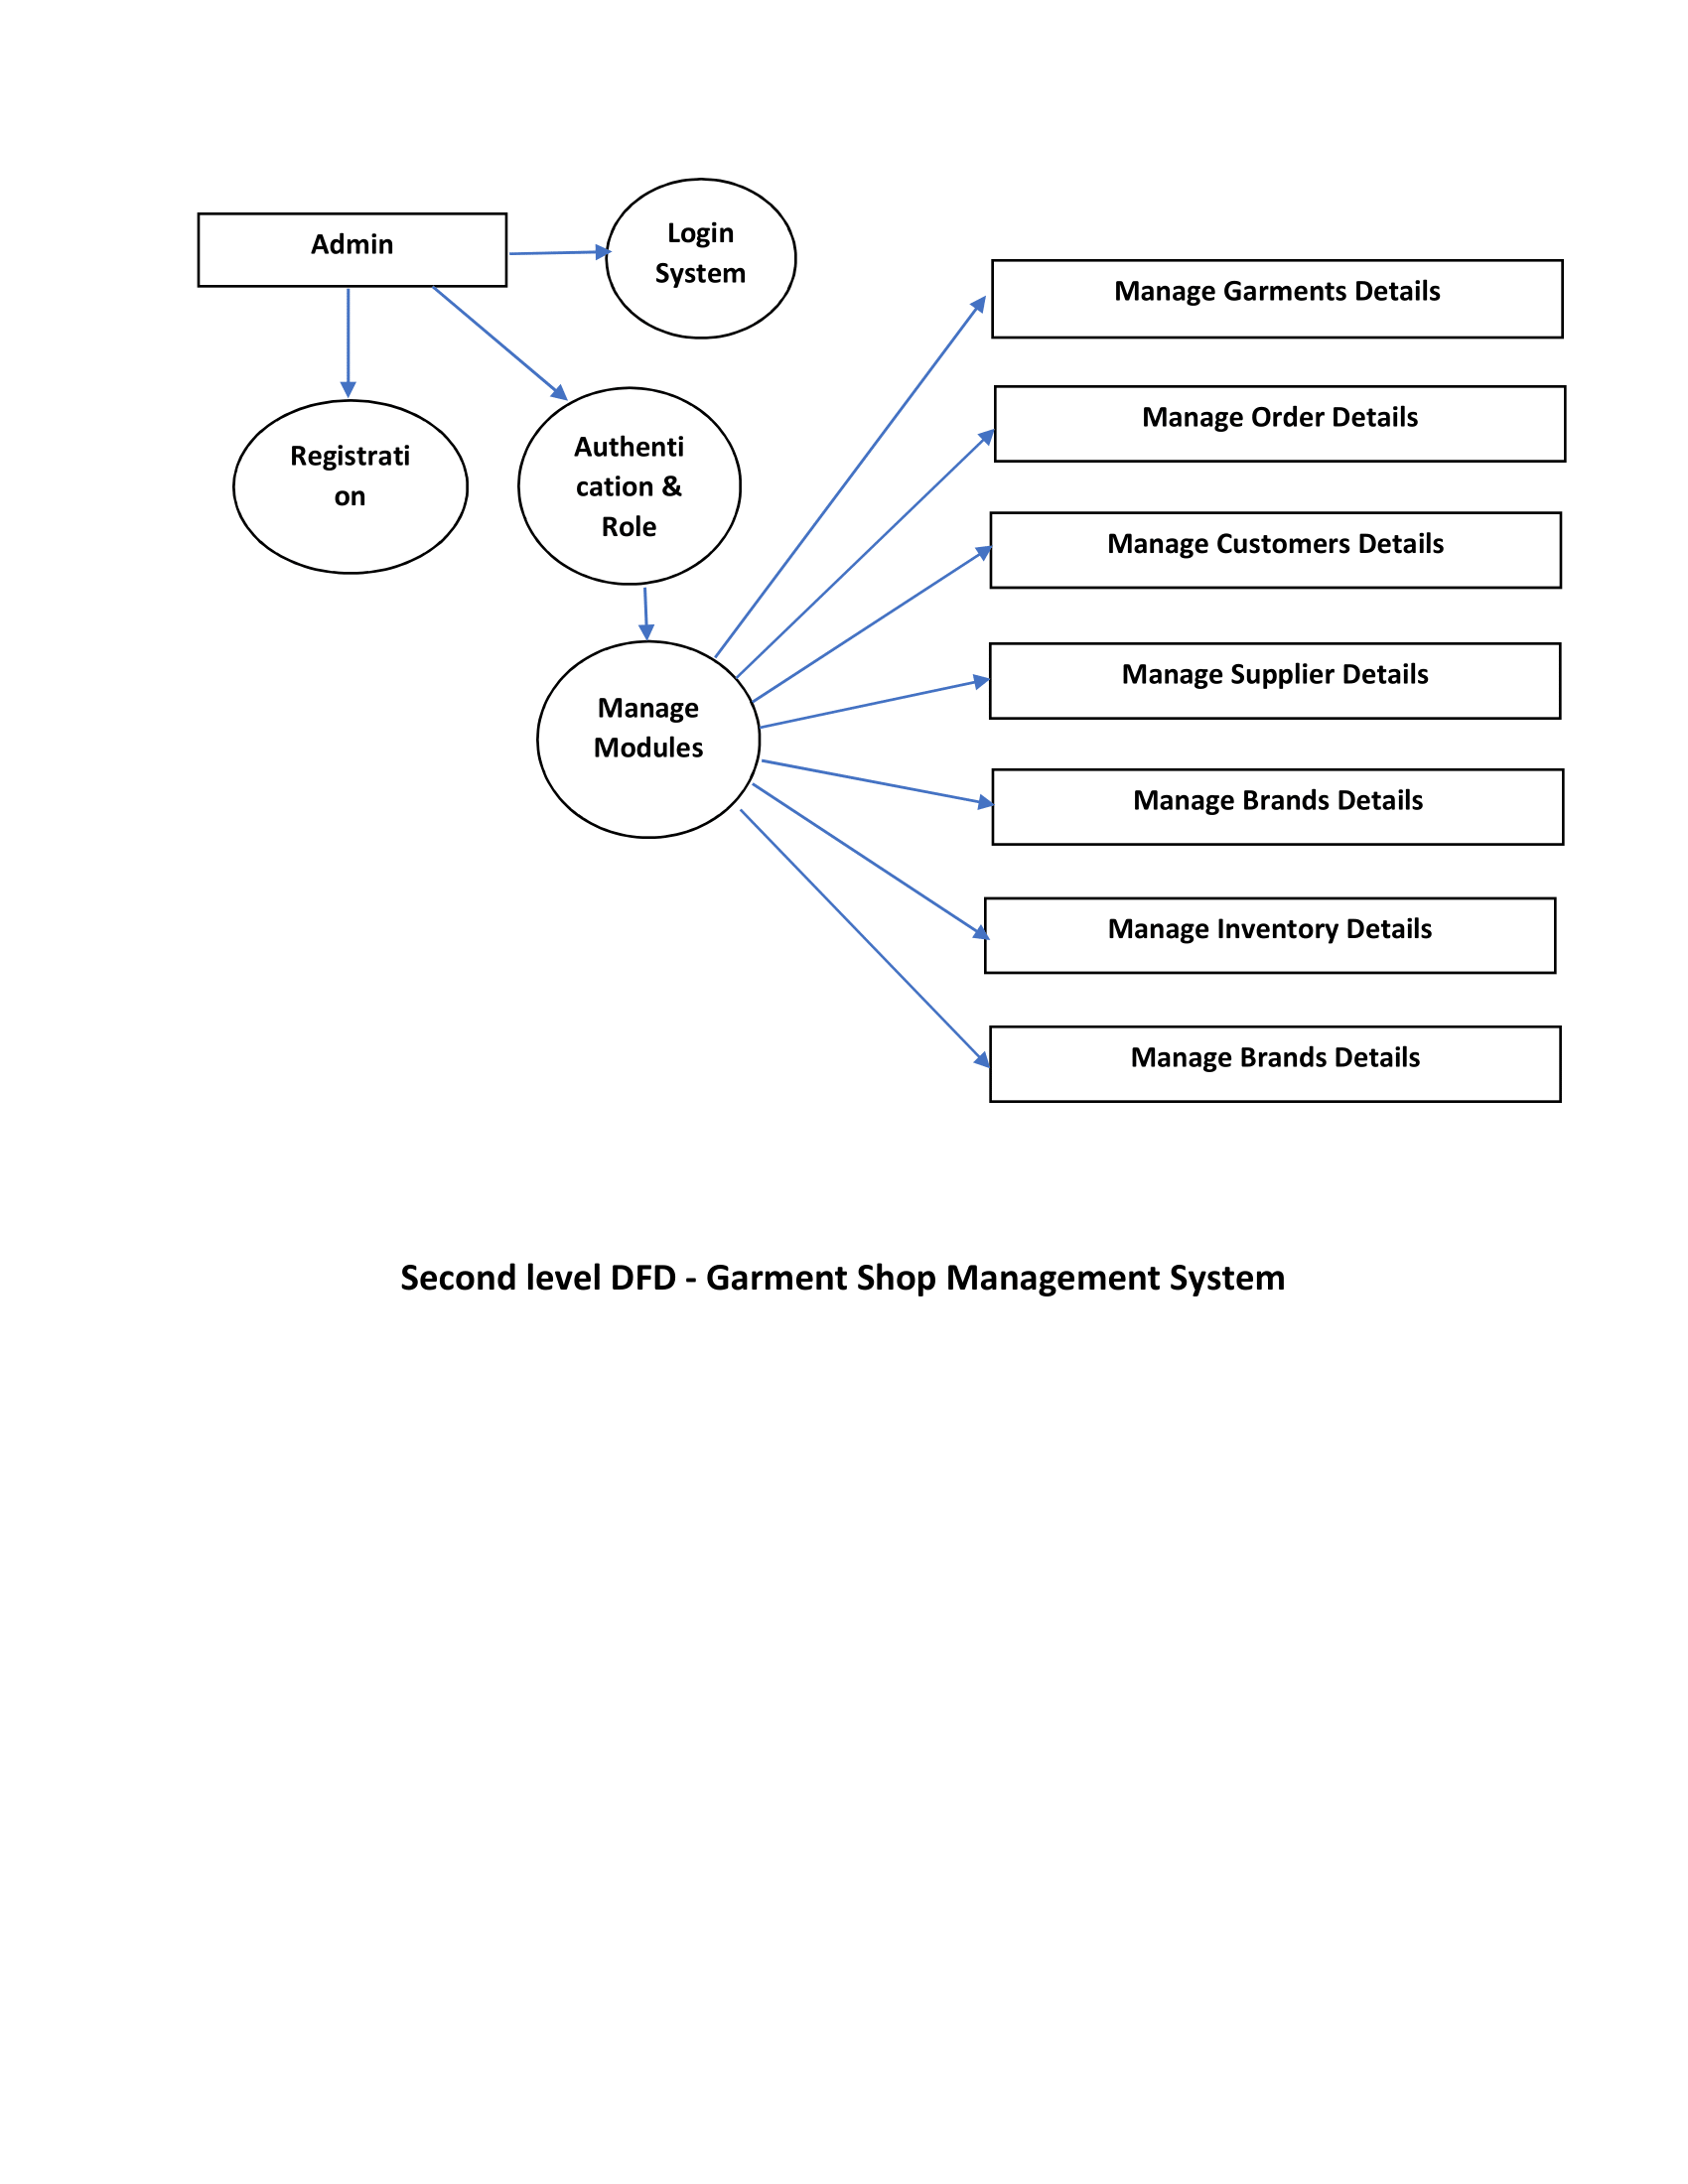 Admin
Login
System
Registrati
on
Authenti
cation &
Role
Manage
Modules
Manage Garments Details
Manage Order Details
Manage Customers Details
Manage Supplier Details
Manage Brands Details
Manage Inventory Details
Manage Brands Details
Second level DFD - Garment Shop Management System